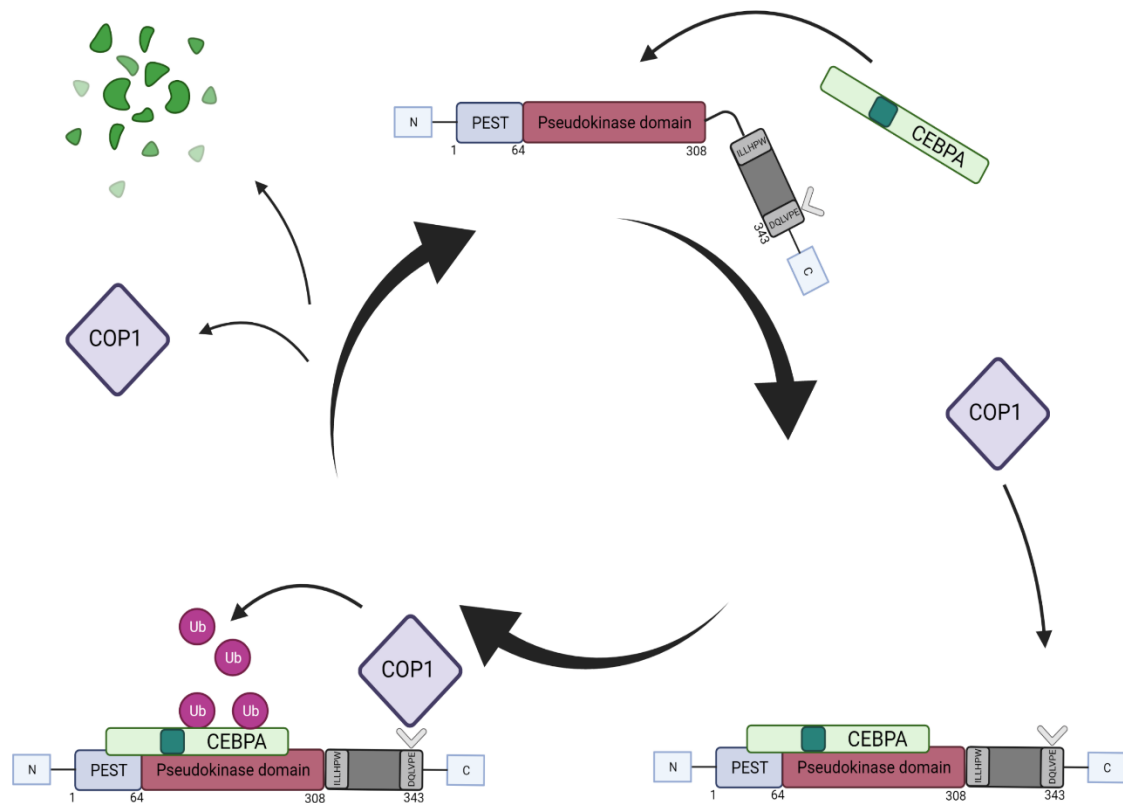 N
PEST
Pseudokinase domain
1
64
308
ILLHPW
DQLVPE
343
C
CEBPA
COP1
COP1
Ub
Ub
Ub
Ub
COP1
CEBPA
N
PEST
Pseudokinase domain
ILLHPW
DQLVPE
C
1
64
308
343
CEBPA
N
PEST
Pseudokinase domain
ILLHPW
DQLVPE
C
1
64
308
343